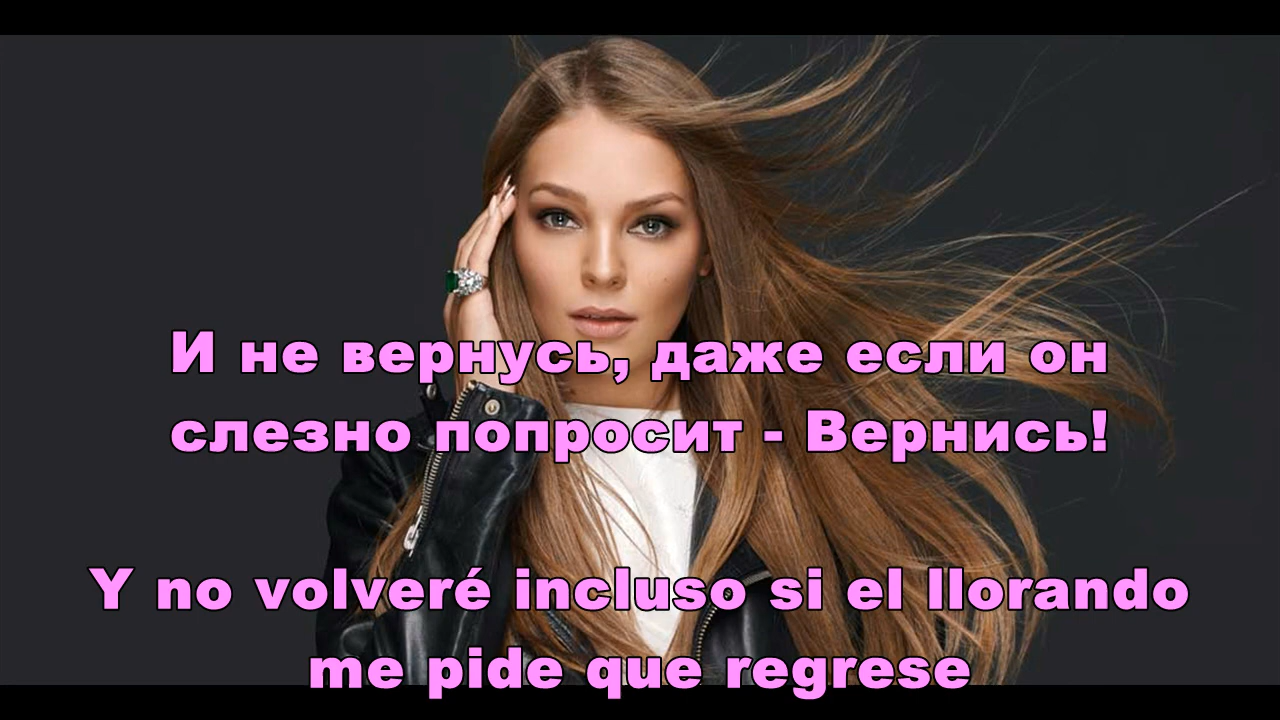 И не вернусь, даже если он
слезно попросит - Вернись!
Y no volveré incluso si el llorando
me pide que regrese